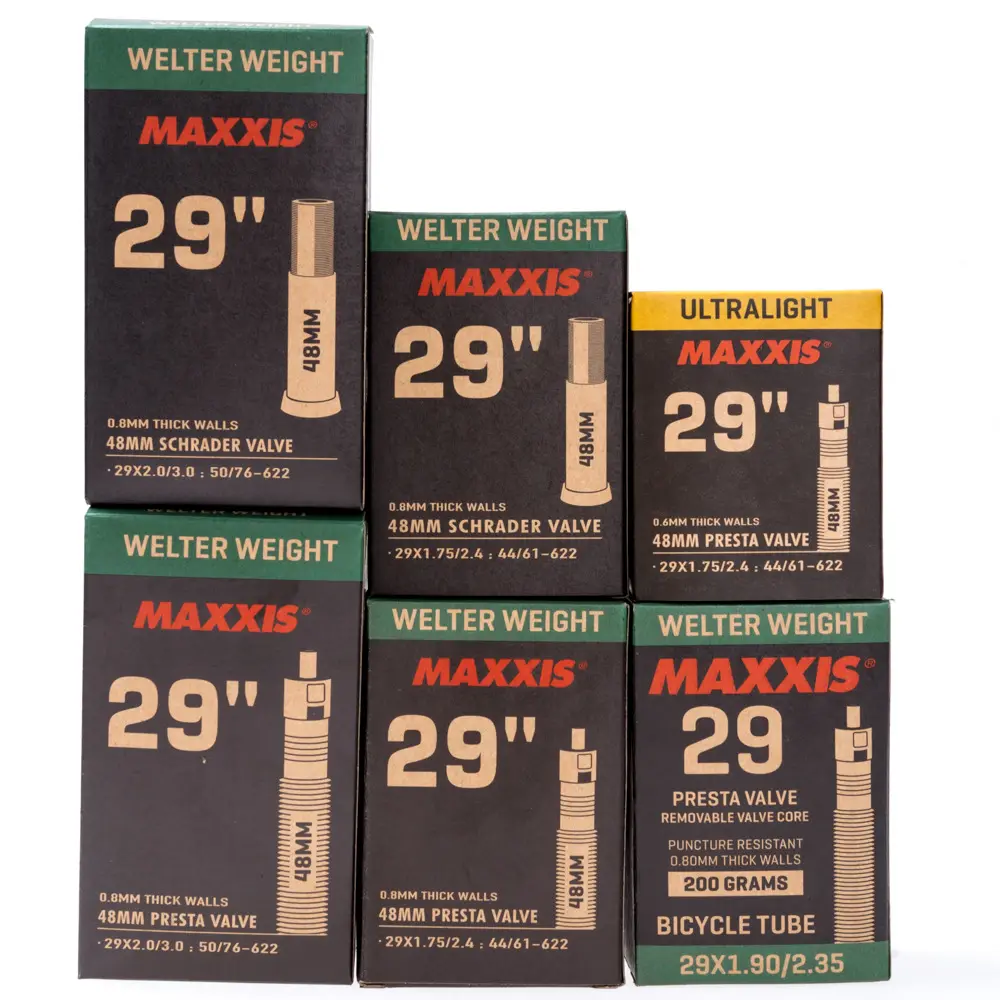 WELTER WEIGHT
MAXXIS®
29"
48MM
0.8MM THICK WALLS
48MM SCHRADER VALVE
·29X2.0/3.0 : 50/76-622
WELTER WEIGHT
MAXXIS®
29"
48MM
0.8MM THICK WALLS
48MM SCHRADER VALVE
·29X1.75/2.4 : 44/61-622
ULTRALIGHT
MAXXIS®
29"
48MM
0.6MM THICK WALLS
48MM PRESTA VALVE
·29X1.75/2.4 : 44/61-622
WELTER WEIGHT
WELTER WEIGHT
MAXXIS®
29"
48MM
0.8MM THICK WALLS
48MM PRESTA VALVE
·29X2.0/3.0 : 50/76-622
WELTER WEIGHT
MAXXIS®
29"
48MM
0.8MM THICK WALLS
48MM PRESTA VALVE
·29X1.75/2.4 : 44/61-622
WELTER WEIGHT
MAXXIS®
29
PRESTA VALVE
REMOVABLE VALVE CORE
PUNCTURE RESISTANT
0.80MM THICK WALLS
200 GRAMS
BICYCLE TUBE
29X1.90/2.35